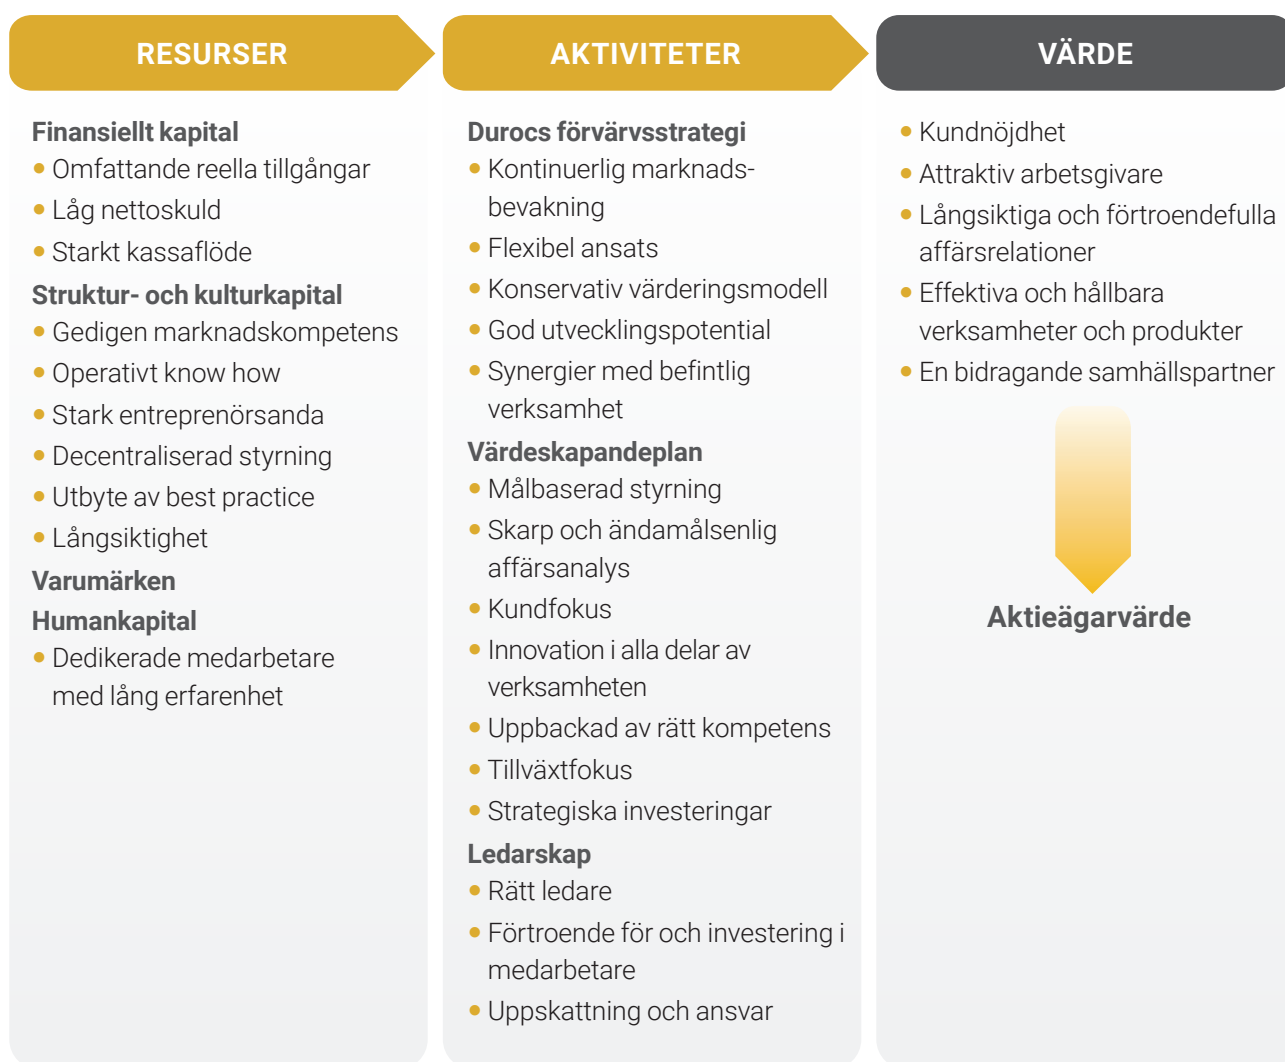 RESURSER
Finansiellt kapital
• Omfattande reella tillgångar
• Låg nettoskuld
• Starkt kassaflöde
Struktur- och kulturkapital
• Gedigen marknadskompetens
• Operativt know how
• Stark entreprenörsanda
• Decentraliserad styrning
• Utbyte av best practice
• Långsiktighet
Varumärken
Humankapital
• Dedikerade medarbetare
med lång erfarenhet
AKTIVITETER
Durocs förvärvsstrategi
• Kontinuerlig marknads-
bevakning
• Flexibel ansats
• Konservativ värderingsmodell
• God utvecklingspotential
• Synergier med befintlig
verksamhet
Värdeskapandeplan
• Målbaserad styrning
• Skarp och ändamålsenlig
affärsanalys
• Kundfokus
• Innovation i alla delar av
verksamheten
• Uppbackad av rätt kompetens
• Tillväxtfokus
• Strategiska investeringar
Ledarskap
• Rätt ledare
• Förtroende för och investering i
medarbetare
• Uppskattning och ansvar
VÄRDE
• Kundnöjdhet
• Attraktiv arbetsgivare
• Långsiktiga och förtroendefulla
affärsrelationer
• Effektiva och hållbara
verksamheter och produkter
• En bidragande samhällspartner
Aktieägarvärde